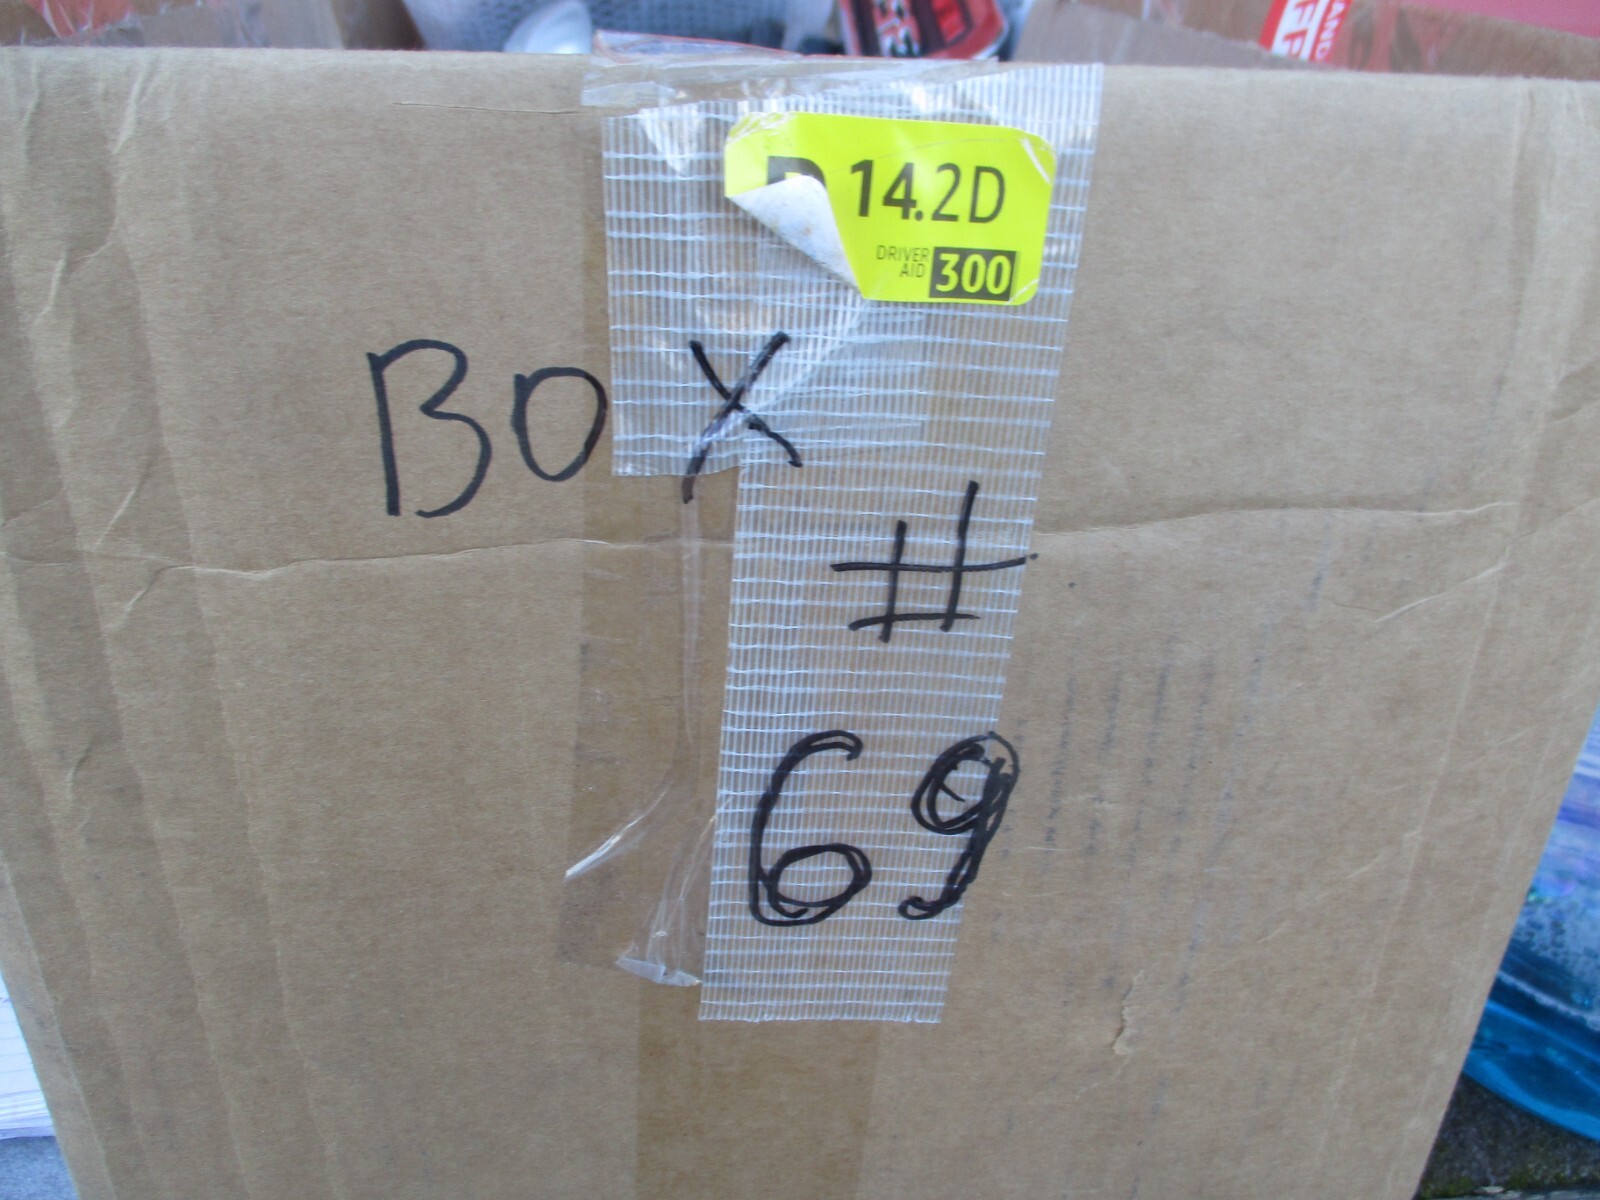 14.2D
DRIVER
AID 300
BOX
#
69